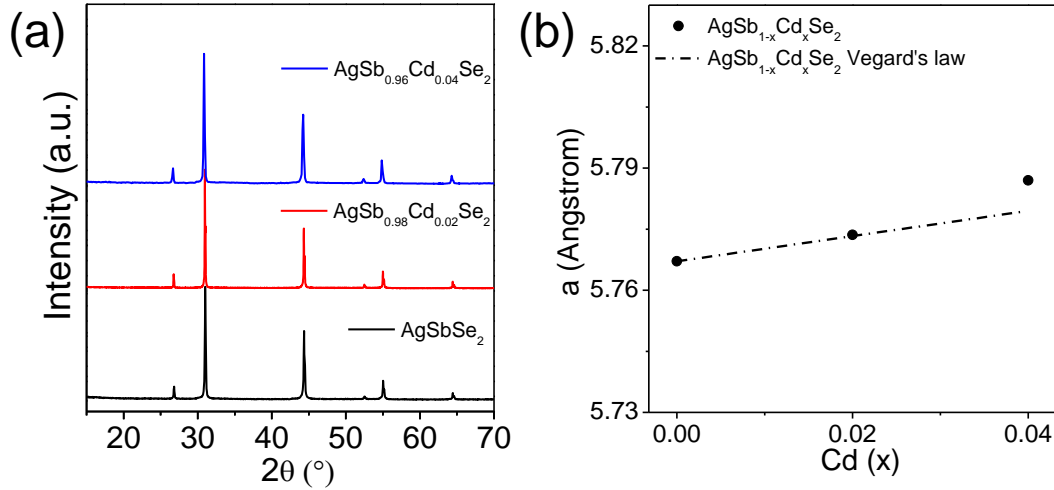 (a)
AgSb0.96Cd0.04Se2
AgSb0.98Cd0.02Se2
AgSbSe2
Intensity (a.u.)
20 30 40 50 60 70
2θ (°)
(b)
AgSb1-xCdxSe2
AgSb1-xCdxSe2 Vegard's law
5.82
5.79
5.76
5.73
a (Angstrom)
0.00 0.02 0.04
Cd (x)